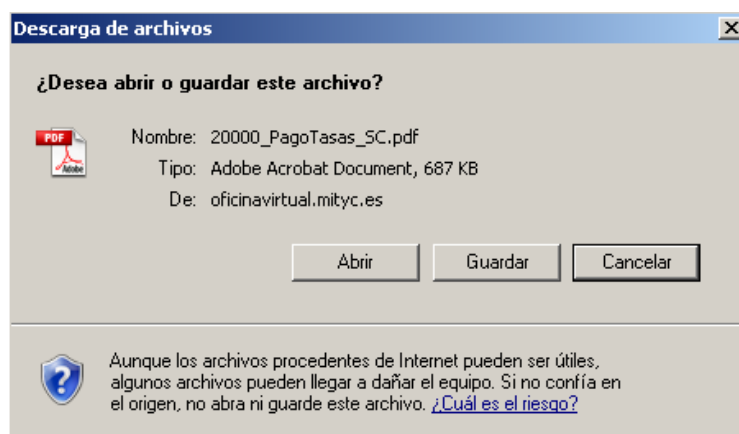 Descarga de archivos
¿Desea abrir o guardar este archivo?
PDF
Adobe
Nombre: 20000_PagoTasas_SC.pdf
Tipo: Adobe Acrobat Document, 687 KB
De: oficinavirtual.mityc.es
Abrir Guardar Cancelar
Aunque los archivos procedentes de Internet pueden ser útiles,
algunos archivos pueden llegar a dañar el equipo. Si no confía en
el origen, no abra ni guarde este archivo. ¿Cuál es el riesgo?